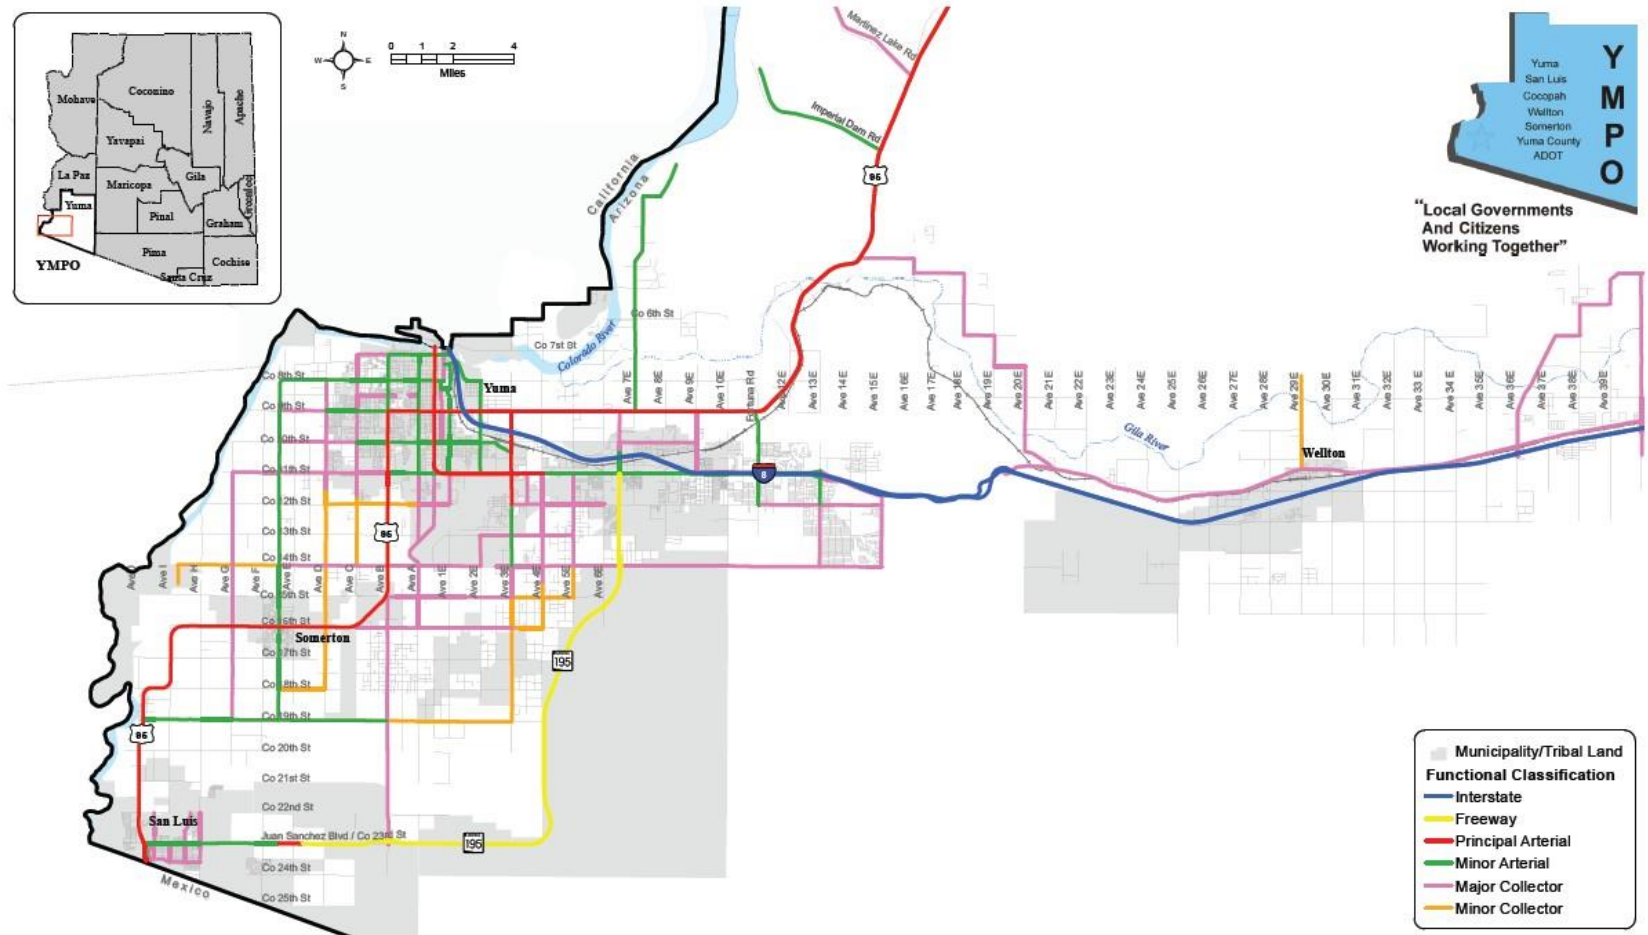 Mohave
Coconino
Navajo
Apache
Yavapai
La Paz
Maricopa
Gila
Yuma
Pinal
Graham
Greenlee
Pima
Cochise
Santa Cruz
YMPO
N
W
E
S
0 1 2 4
Miles
Martinez Lake Rd
Imperial Dam Rd
95
California
Arizona
Yuma
San Luis
Cocopah
Wellton
Somerton
Yuma County
ADOT
Y
M
P
O
“Local Governments
And Citizens
Working Together”
Co 6th St
Co 7st St
Colorado River
Yuma
Co 8th St
Co 9th St
Co 10th St
Co 11th St
Co 12th St
Co 13th St
Co 14th St
Co 15th St
Co 16th St
Co 17th St
Co 18th St
Co 19th St
Co 20th St
Co 21st St
Co 22nd St
Juan Sanchez Blvd / Co 23rd St
Co 24th St
Co 25th St
Ave 7E
Ave 8E
Ave 9E
Ave 10E
Fortuna Rd
Ave 12E
Ave 13E
Ave 14E
Ave 15E
Ave 16E
Ave 17E
Ave 18E
Ave 19E
Ave 20E
Ave 21E
Ave 22E
Ave 23E
Ave 24E
Ave 25E
Ave 26E
Ave 27E
Ave 28E
Ave 29E
Ave 30E
Ave 31E
Ave 32E
Ave 33 E
Ave 34 E
Ave 35E
Ave 36E
Ave 37E
Ave 38E
Ave 39E
Gila River
Wellton
8
95
Ave I
Ave H
Ave G
Ave F
Ave E
Ave D
Ave C
Ave B
Ave A
Ave 1E
Ave 2E
Ave 3E
Ave 4E
Ave 5E
Ave 6E
Somerton
195
95
San Luis
195
Mexico
Municipality/Tribal Land
Functional Classification
Interstate
Freeway
Principal Arterial
Minor Arterial
Major Collector
Minor Collector